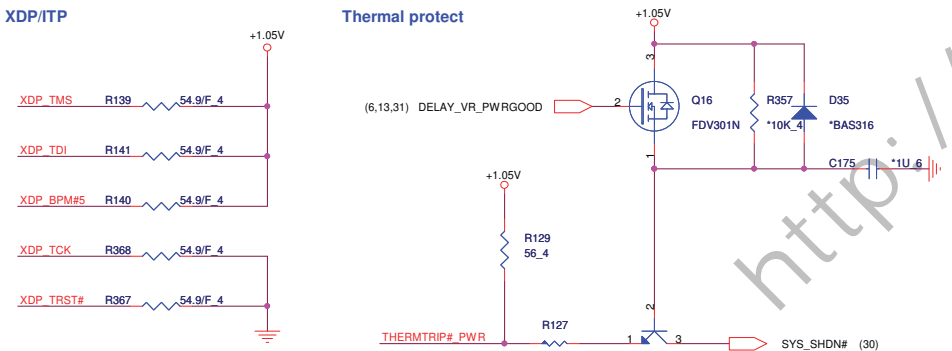 XDP/ITP
+1.05V
XDP_TMS R139 54.9/F_4
XDP_TDI R141 54.9/F_4
XDP_BPM#5 R140 54.9/F_4
XDP_TCK R368 54.9/F_4
XDP_TRST# R367 54.9/F_4
Thermal protect
+1.05V
3
(6,13,31) DELAY_VR_PWRGOOD 2
Q16
FDV301N
1
R357
*10K_4
D35
*BAS316
C175 *1U_6
+1.05V
R129
56_4
THERMTRIP#_PWR R127 1 2 3 SYS_SHDN# (30)
http:/